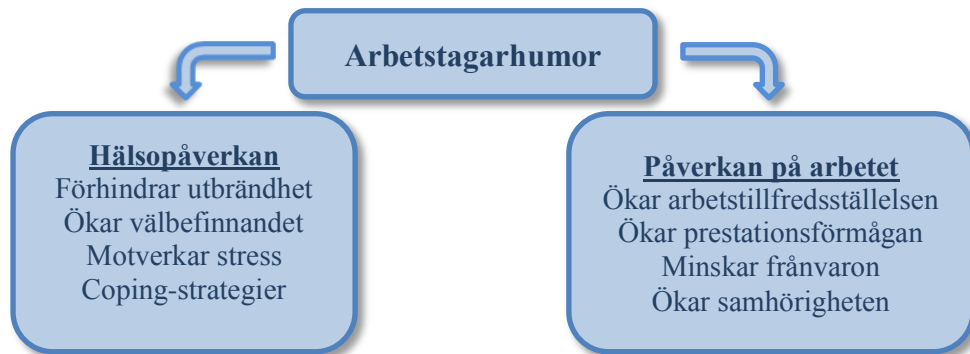 Arbetstagarhumor
Hälsopåverkan
Förhindrar utbrändhet
Ökar välbefinnandet
Motverkar stress
Coping-strategier
Påverkan på arbetet
Ökar arbetstillfredsställelsen
Ökar prestationsförmågan
Minskar frånvaron
Ökar samhörigheten